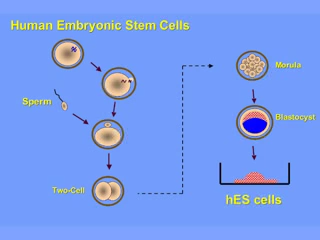 Human Embryonic Stem Cells
Sperm
Two-Cell
Morula
Blastocyst
hES cells